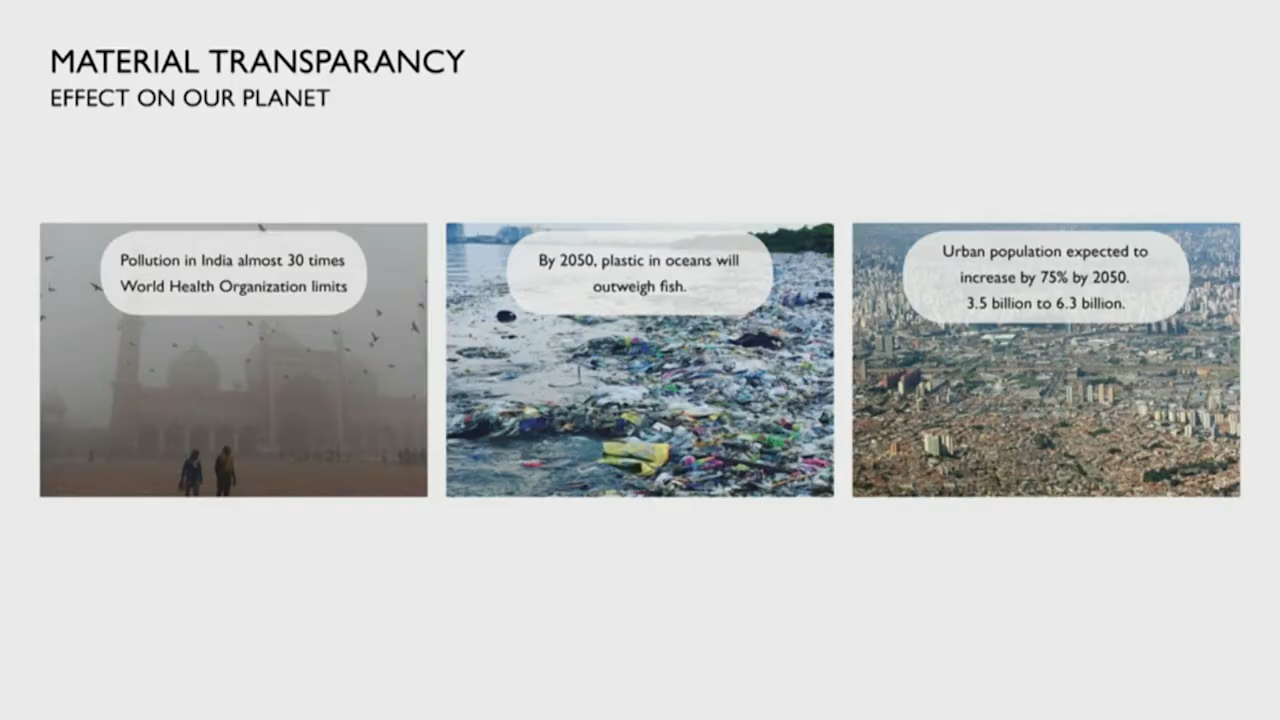 MATERIAL TRANSPARANCY
EFFECT ON OUR PLANET
Pollution in India almost 30 times
World Health Organization limits
By 2050, plastic in oceans will
outweigh fish.
Urban population expected to
increase by 75% by 2050.
3.5 billion to 6.3 billion.